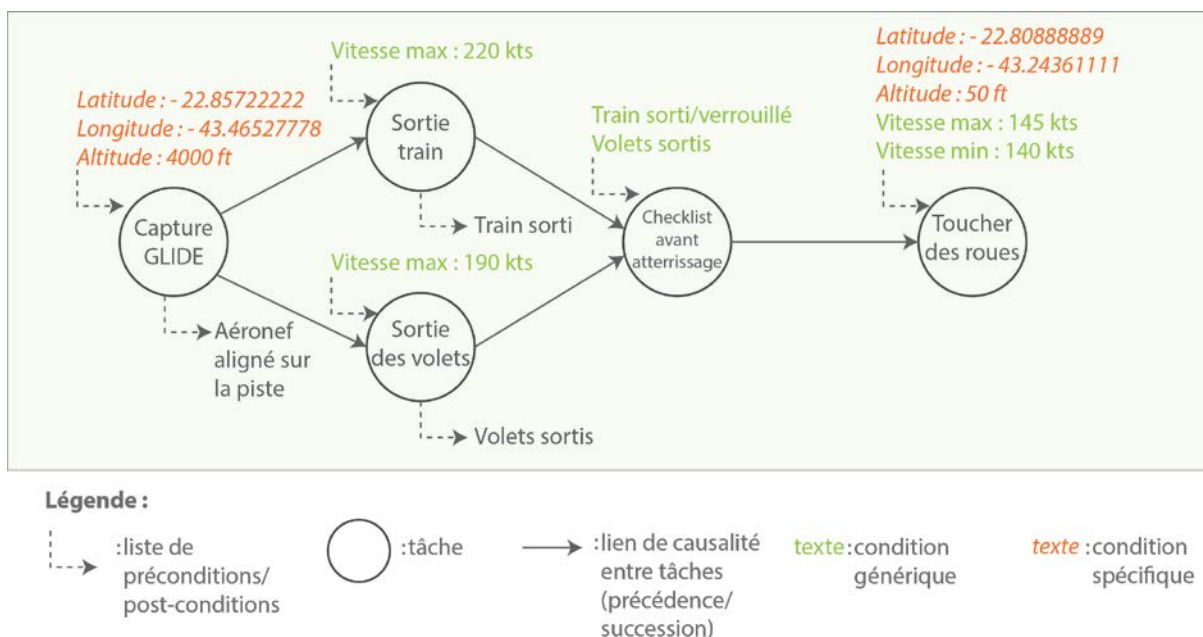 Latitude : - 22.85722222
Longitude : - 43.46527778
Altitude : 4000 ft
Capture
GLIDE
Aéronef
aligné sur
la piste
Vitesse max : 220 kts
Sortie
train
Train sorti
Vitesse max : 190 kts
Sortie
des volets
Volets sortis
Train sorti/verrouillé
Volets sortis
Checklist
avant
atterrissage
Latitude : - 22.80888889
Longitude : - 43.24361111
Altitude : 50 ft
Vitesse max : 145 kts
Vitesse min : 140 kts
Toucher
des roues
Légende :
:liste de
préconditions/
post-conditions
:tâche
:lien de causalité
entre tâches
(précédence/
succession)
texte :condition
générique
texte :condition
spécifique